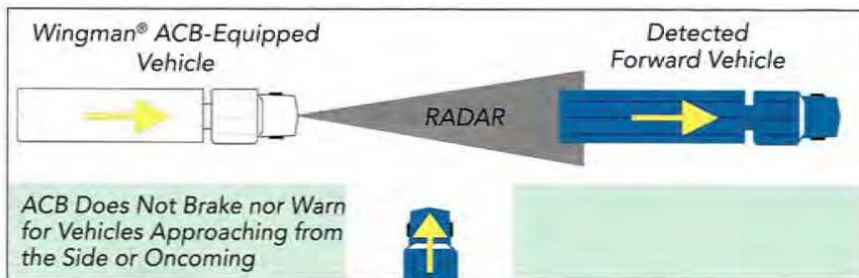 Wingman® ACB-Equipped
Vehicle
Detected
Forward Vehicle
RADAR
ACB Does Not Brake nor Warn
for Vehicles Approaching from
the Side or Oncoming